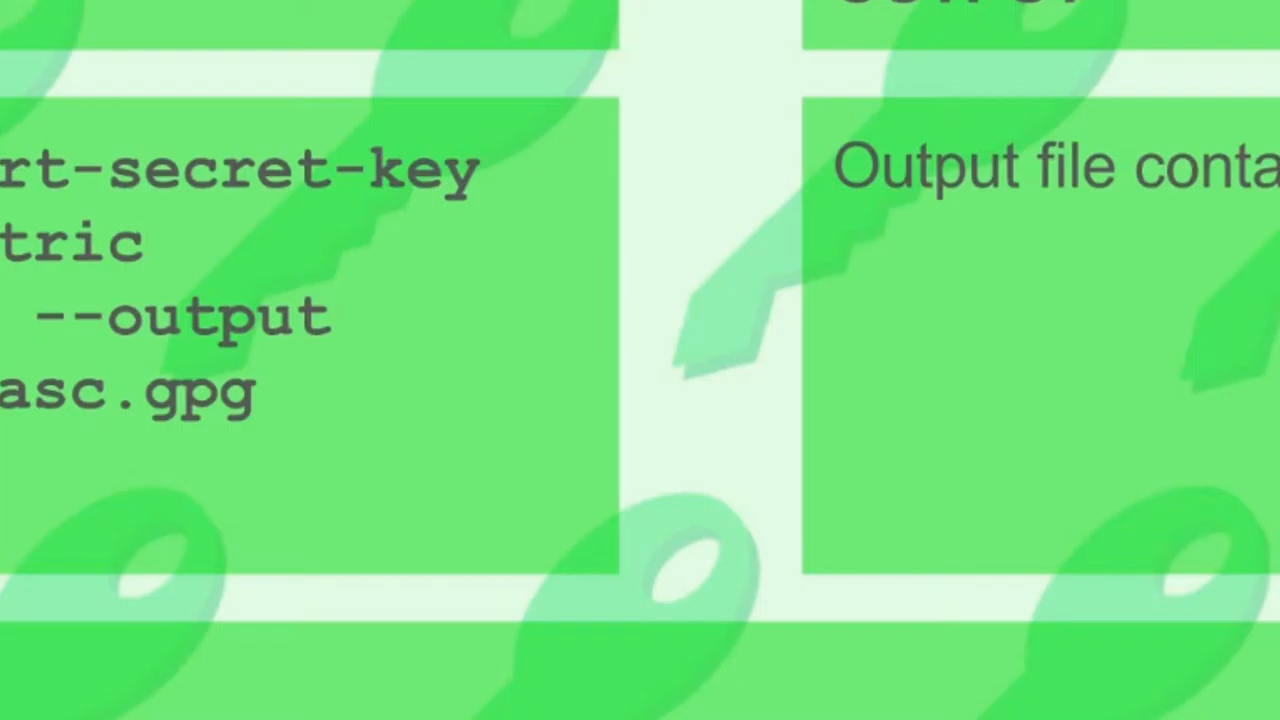 rt-secret-key
tric
--output
asc.gpg
Output file conta